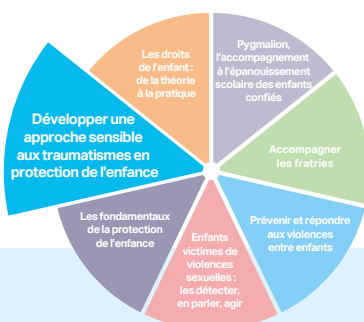 Les droits
de l'enfant :
de la théorie
à la pratique
Pygmalion,
l'accompagnement
à l'épanouissement
scolaire des enfants
confiés
Accompagner
les fratries
Prévenir et répondre
aux violences
entre enfants
Enfants
victimes de
violences
sexuelles :
les détecter,
en parler, agir
Les fondamentaux
de la protection
de l'enfance
Développer une
approche sensible
aux traumatismes en
protection de l'enfance